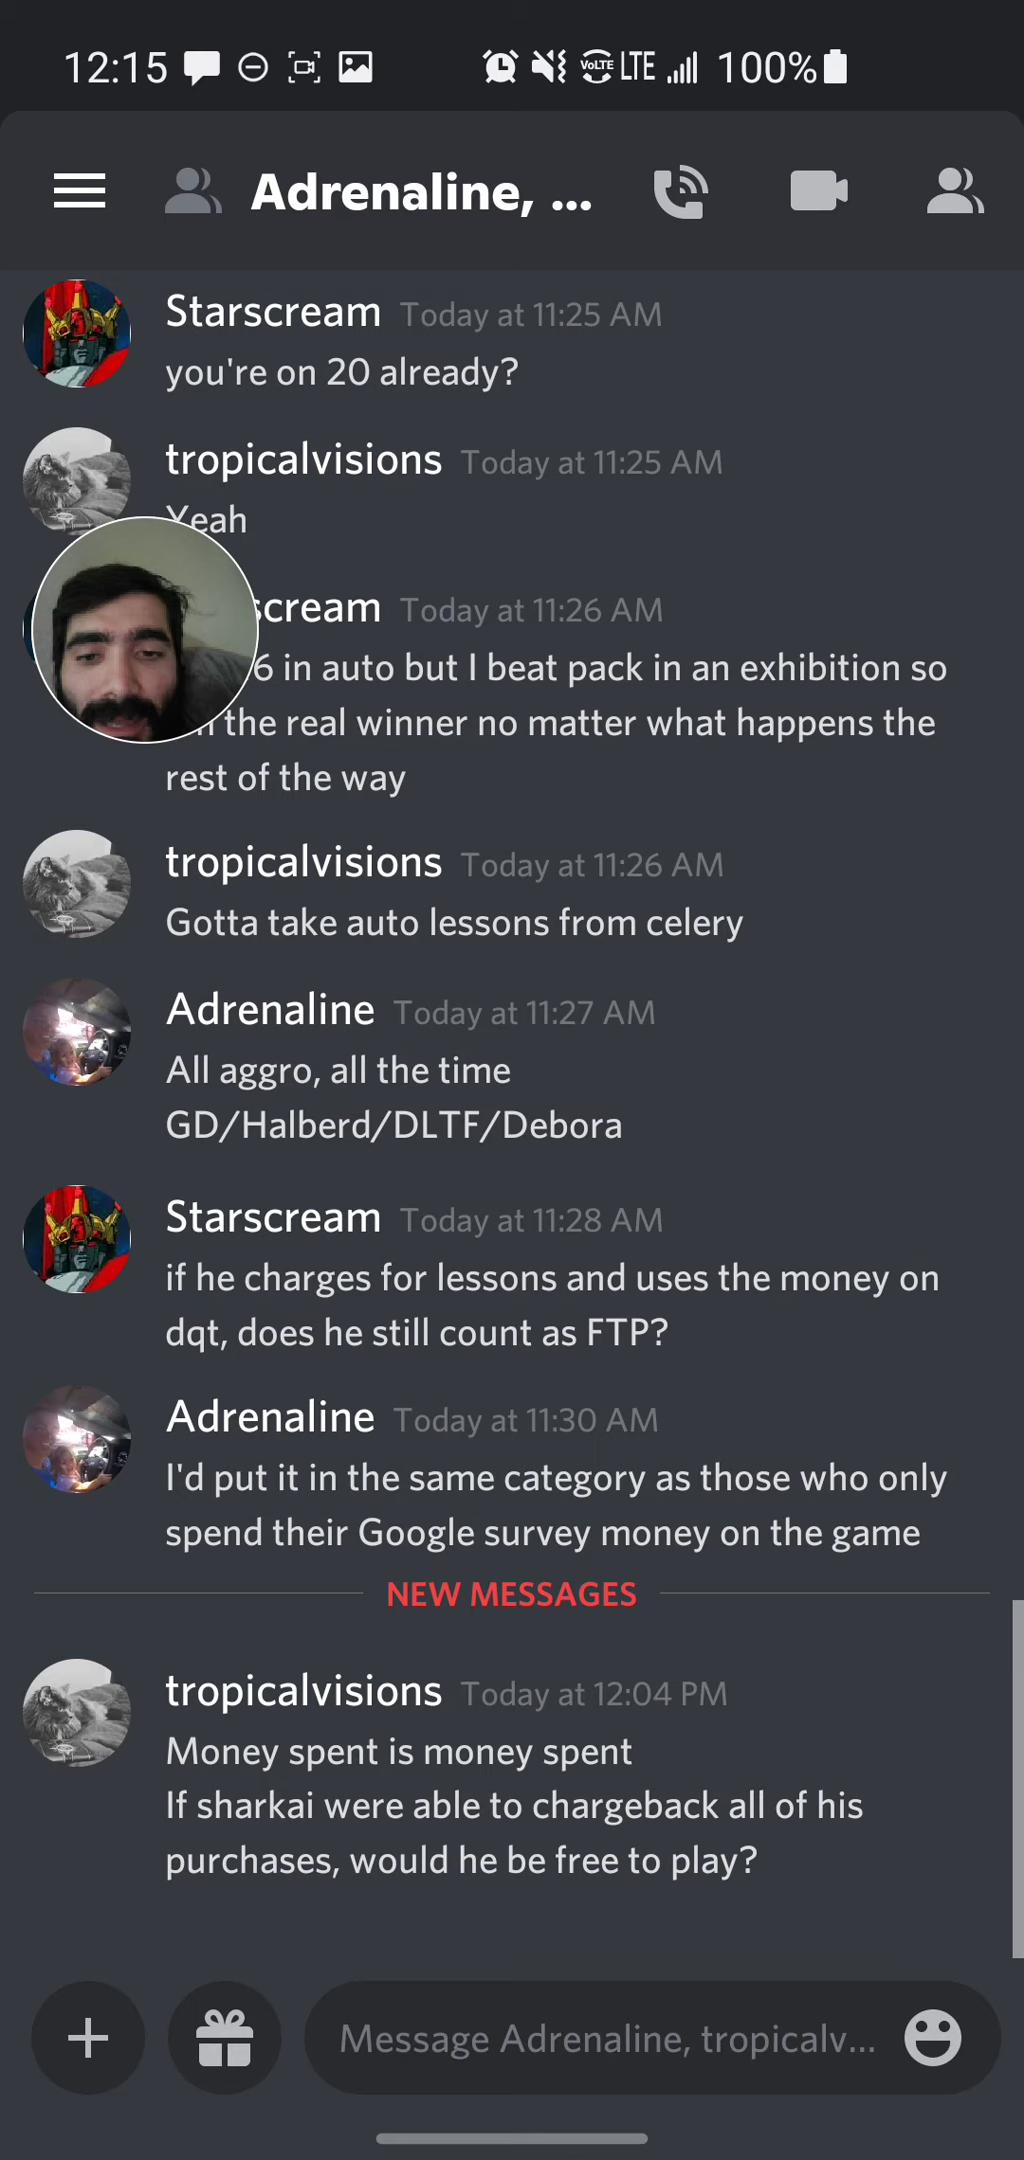 12:15 VoLTE LTE 100%
Adrenaline, ...
Starscream Today at 11:25 AM
you're on 20 already?
tropicalvisions Today at 11:25 AM
Yeah
scream Today at 11:26 AM
6 in auto but I beat pack in an exhibition so
the real winner no matter what happens the
rest of the way
tropicalvisions Today at 11:26 AM
Gotta take auto lessons from celery
Adrenaline Today at 11:27 AM
All aggro, all the time
GD/Halberd/DLTF/Debora
Starscream Today at 11:28 AM
if he charges for lessons and uses the money on
dqt, does he still count as FTP?
Adrenaline Today at 11:30 AM
I'd put it in the same category as those who only
spend their Google survey money on the game
NEW MESSAGES
tropicalvisions Today at 12:04 PM
Money spent is money spent
If sharkai were able to chargeback all of his
purchases, would he be free to play?
Message Adrenaline, tropicalv...